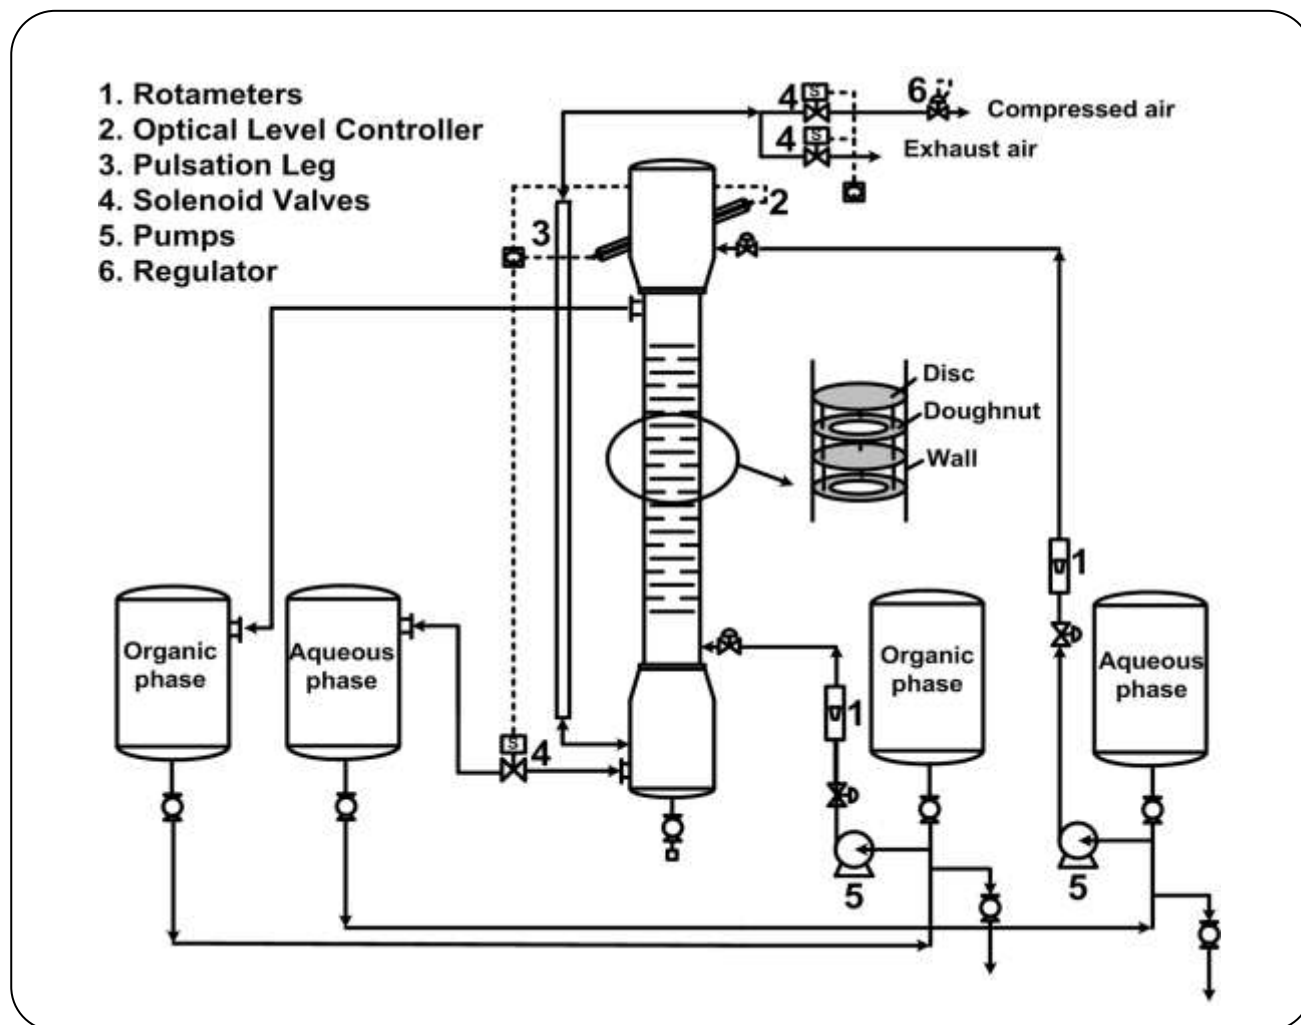 1. Rotameters
2. Optical Level Controller
3. Pulsation Leg
4. Solenoid Valves
5. Pumps
6. Regulator
4
S
6
Compressed air
4
S
Exhaust air
2
3
Disc
Doughnut
Wall
1
Organic
phase
Aqueous
phase
Organic
phase
Aqueous
phase
1
S
4
5
5